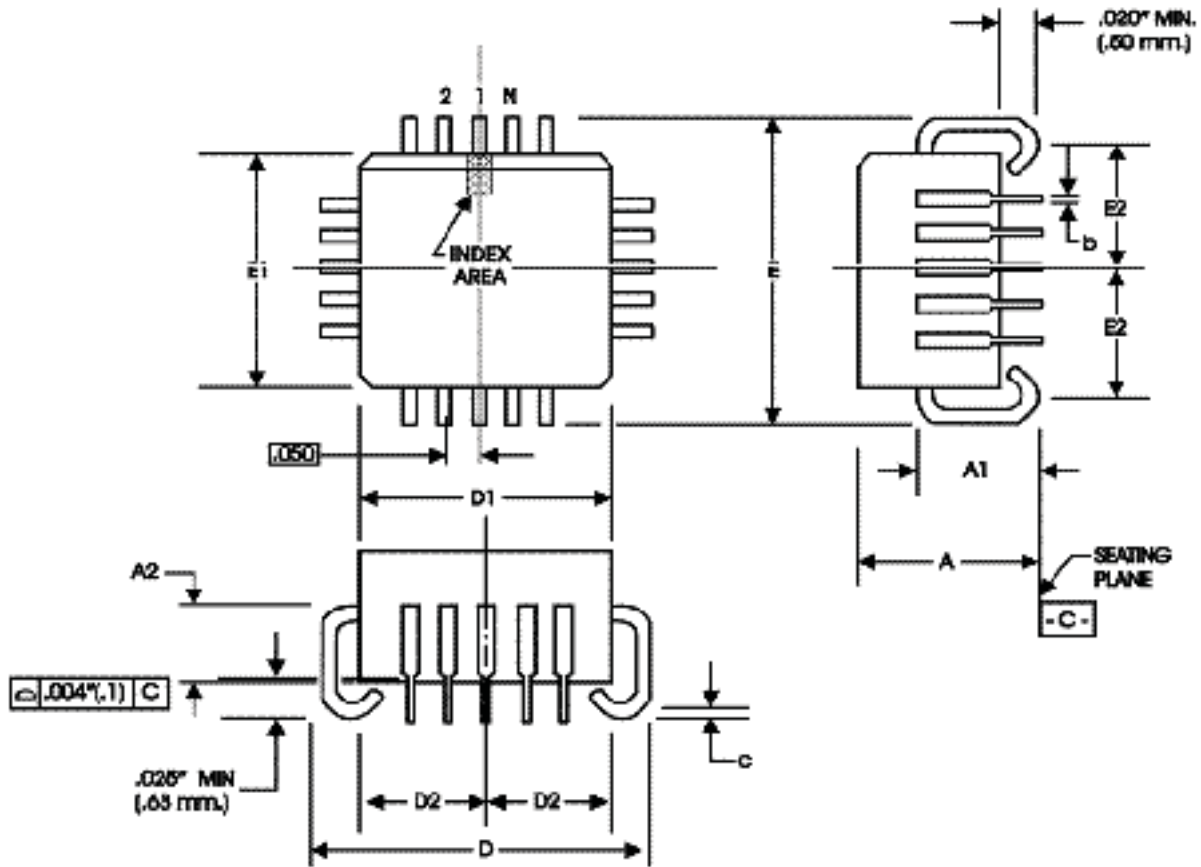 .020" MIN.
(.50 mm.)
2 1 N
E1
INDEX
AREA
E
E2
b
E2
.050
D1
A1
A
SEATING
PLANE
- C -
A2
⌓ .004"(.1) C
.025" MIN
(.63 mm.)
D2 D2
C
D